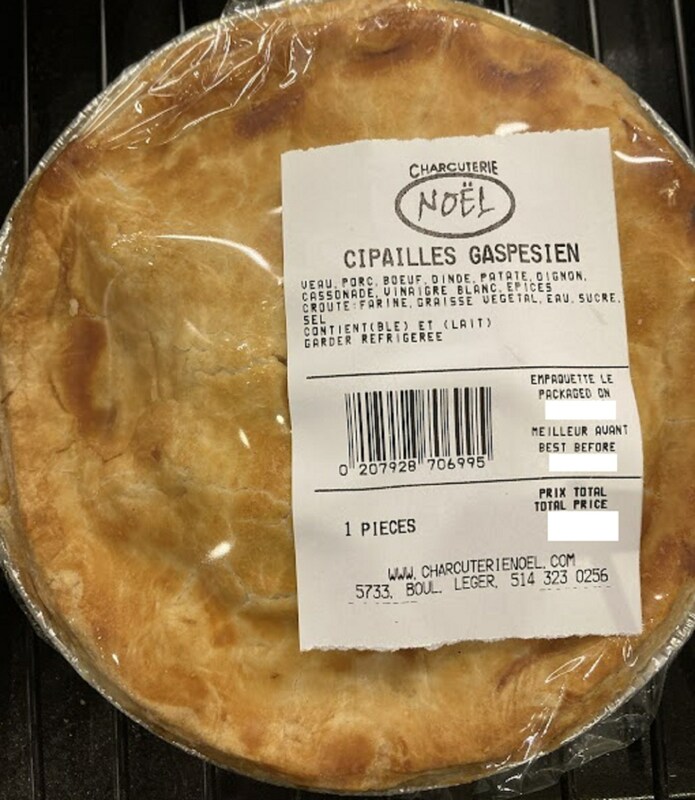 CHARCUTERIE
NOËL
CIPAILLES GASPESIEN
VEAU, PORC, BOEUF, DINDE, PATATE, OIGNON,
CASSONADE, VINAIGRE BLANC, EPICES
CROUTE:FARINE, GRAISSE VEGETAL, EAU, SUCRE,
SEL
CONTIENT(BLE) ET (LAIT)
GARDER REFRIGEREE
EMPAQUETTE LE
PACKAGED ON
MEILLEUR AVANT
BEST BEFORE
0 207928 706995
PRIX TOTAL
TOTAL PRICE
1 PIECES
WWW.CHARCUTERIENOEL.COM
5733, BOUL. LEGER, 514 323 0256